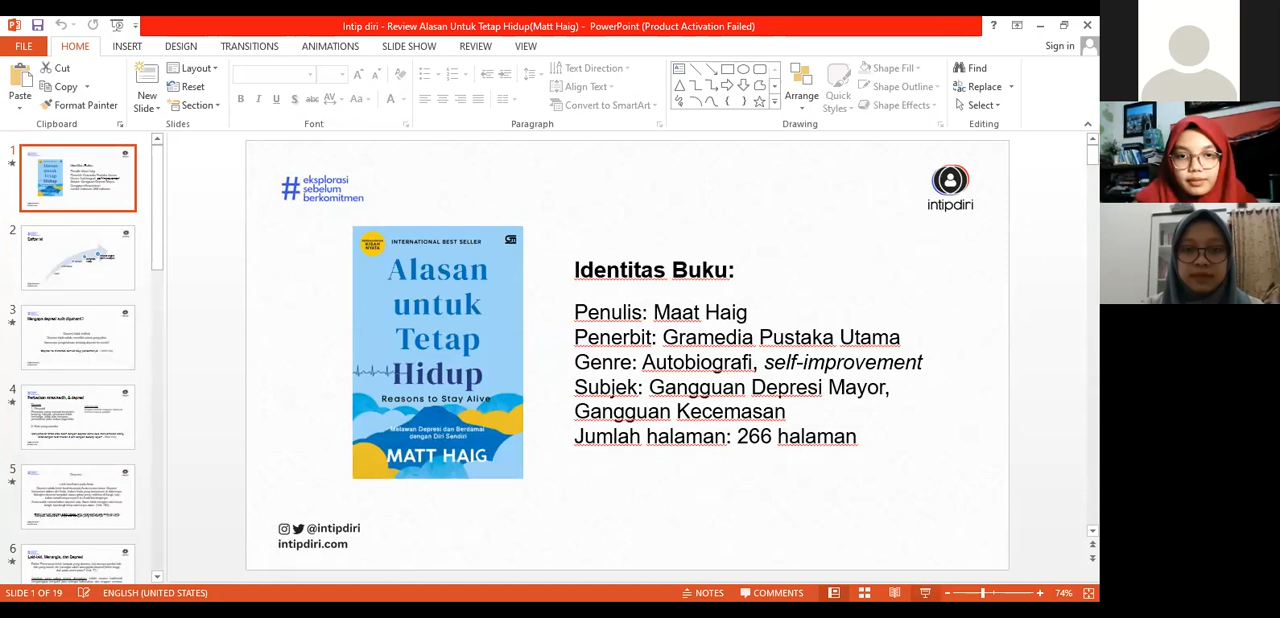 Intip diri - Review Alasan Untuk Tetap Hidup(Matt Haig) - PowerPoint (Product Activation Failed)
FILE HOME INSERT DESIGN TRANSITIONS ANIMATIONS SLIDE SHOW REVIEW VIEW
Sign in
Paste
Cut
Copy
Format Painter
Clipboard
New
Slide
Layout
Reset
Section
Slides
Font
Text Direction
Align Text
Convert to SmartArt
Paragraph
Arrange
Quick
Styles
Shape Fill
Shape Outline
Shape Effects
Drawing
Find
Replace
Select
Editing
1
2
3
4
5
6
#eksplorasi
sebelum
berkomitmen
intipdiri
INTERNATIONAL BEST SELLER
Alasan
untuk
Tetap
Hidup
Reasons to Stay Alive
Melawan Depresi dan Berdamai
dengan Diri Sendiri
MATT HAIG
Identitas Buku:
Penulis: Maat Haig
Penerbit: Gramedia Pustaka Utama
Genre: Autobiografi, self-improvement
Subjek: Gangguan Depresi Mayor,
Gangguan Kecemasan
Jumlah halaman: 266 halaman
@intipdiri
intipdiri.com
SLIDE 1 OF 19 ENGLISH (UNITED STATES) NOTES COMMENTS 74%